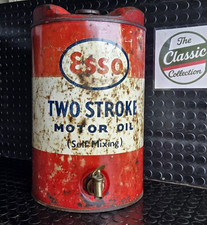 Esso
TWO STROKE
MOTOR OIL
(Self Mixing)
The
Classic
Collection